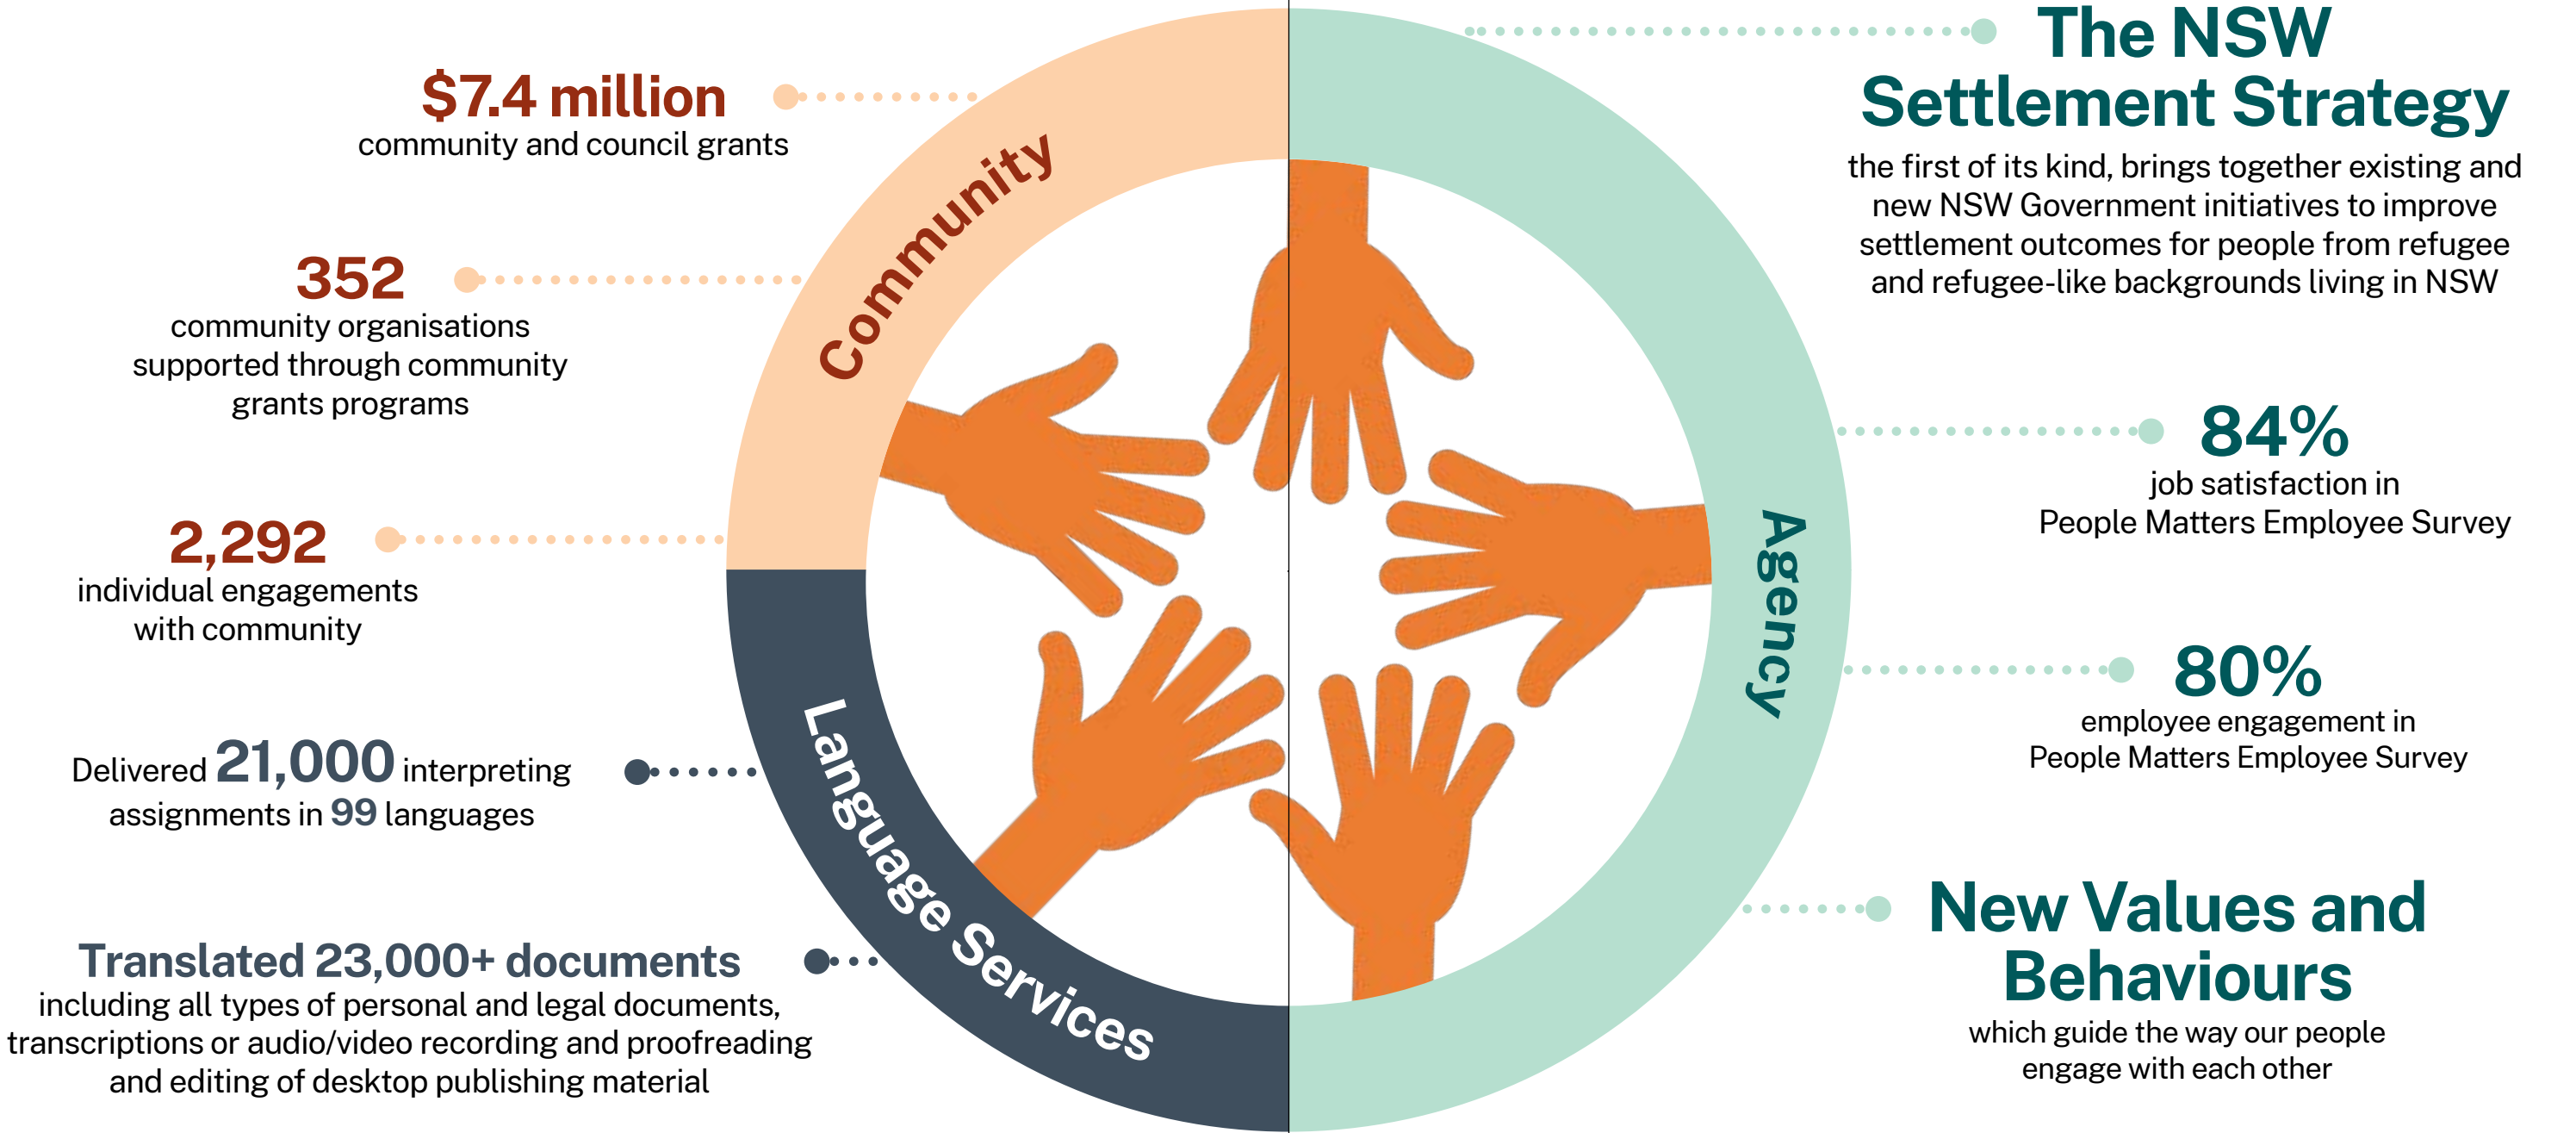 $7.4 million
community and council grants
352
community organisations
supported through community
grants programs
2,292
individual engagements
with community
Delivered 21,000 interpreting
assignments in 99 languages
Translated 23,000+ documents
including all types of personal and legal documents,
transcriptions or audio/video recording and proofreading
and editing of desktop publishing material
Community
Language Services
Agency
The NSW
Settlement Strategy
the first of its kind, brings together existing and
new NSW Government initiatives to improve
settlement outcomes for people from refugee
and refugee-like backgrounds living in NSW
84%
job satisfaction in
People Matters Employee Survey
80%
employee engagement in
People Matters Employee Survey
New Values and
Behaviours
which guide the way our people
engage with each other